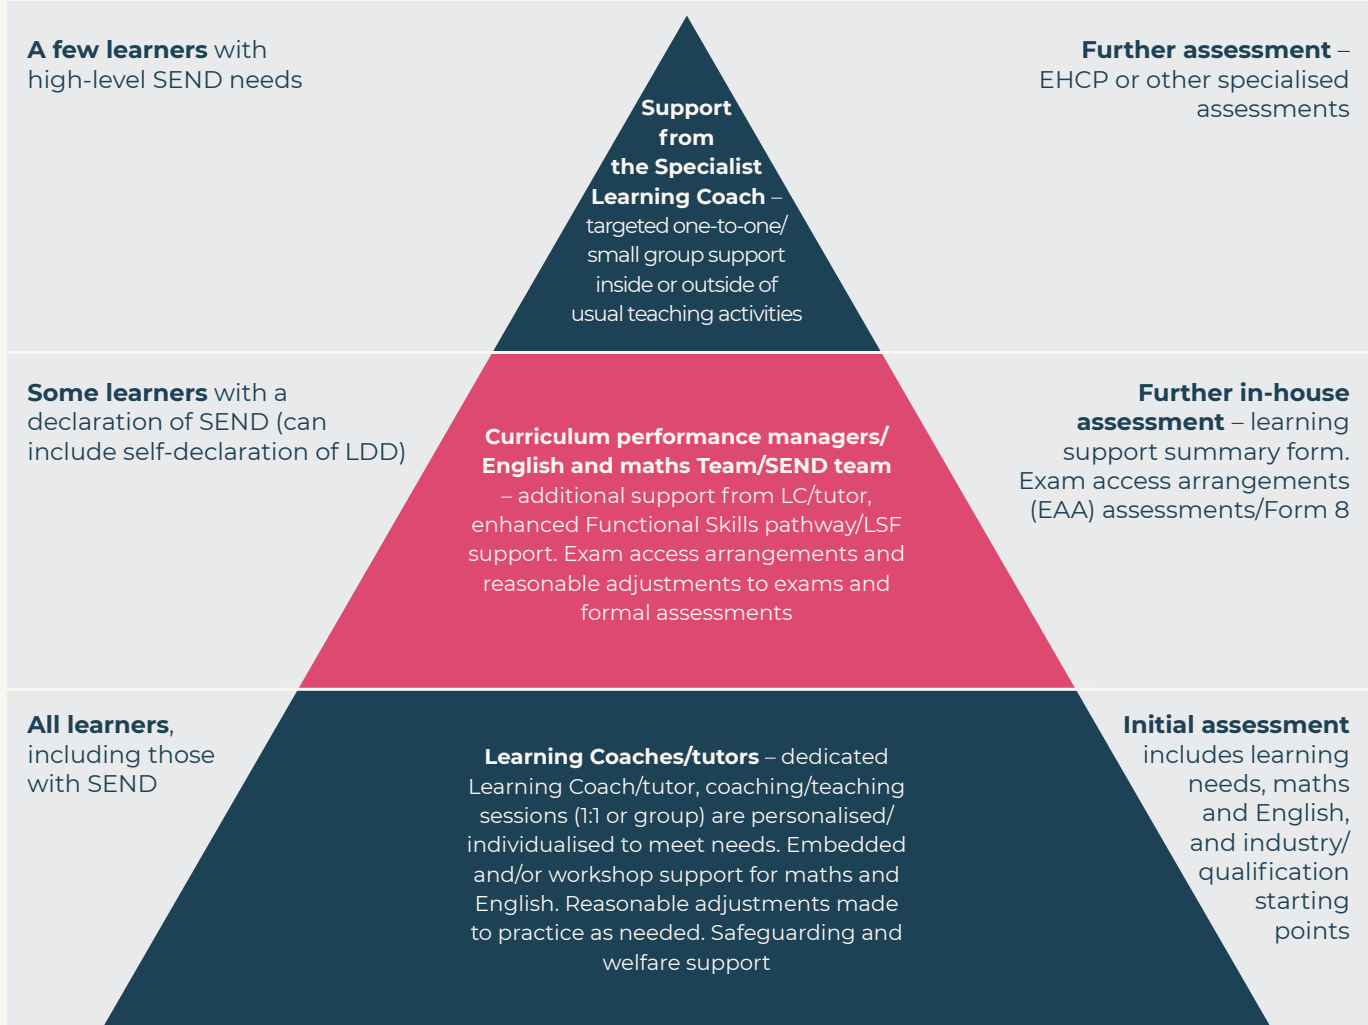 A few learners with
high-level SEND needs
Support
from
the Specialist
Learning Coach –
targeted one-to-one/
small group support
inside or outside of
usual teaching activities
Further assessment –
EHCP or other specialised
assessments
Some learners with a
declaration of SEND (can
include self-declaration of LDD)
Curriculum performance managers/
English and maths Team/SEND team
– additional support from LC/tutor,
enhanced Functional Skills pathway/LSF
support. Exam access arrangements and
reasonable adjustments to exams and
formal assessments
Further in-house
assessment – learning
support summary form.
Exam access arrangements
(EAA) assessments/Form 8
All learners,
including those
with SEND
Learning Coaches/tutors – dedicated
Learning Coach/tutor, coaching/teaching
sessions (1:1 or group) are personalised/
individualised to meet needs. Embedded
and/or workshop support for maths and
English. Reasonable adjustments made
to practice as needed. Safeguarding and
welfare support
Initial assessment
includes learning
needs, maths
and English,
and industry/
qualification
starting
points